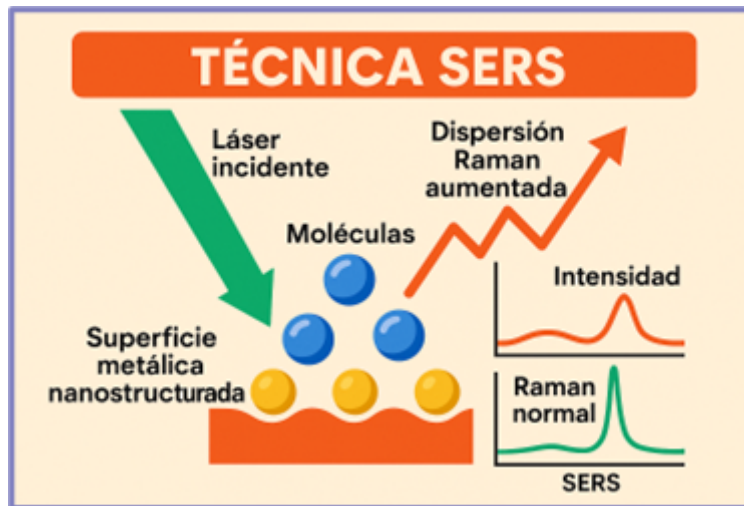 TÉCNICA SERS
Láser
incidente
Dispersión
Raman
aumentada
Moléculas
Superficie
metálica
nanostructurada
Intensidad
Raman
normal
SERS